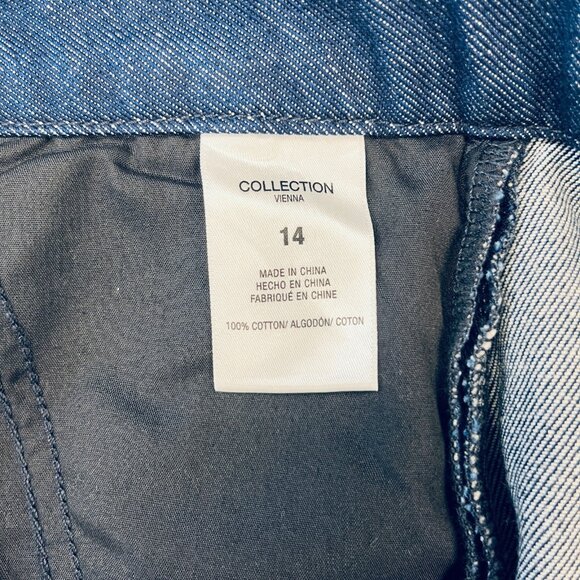 COLLECTION
VIENNA
14
MADE IN CHINA
HECHO EN CHINA
FABRIQUÉ EN CHINE
100% COTTON/ ALGODÓN/ COTON